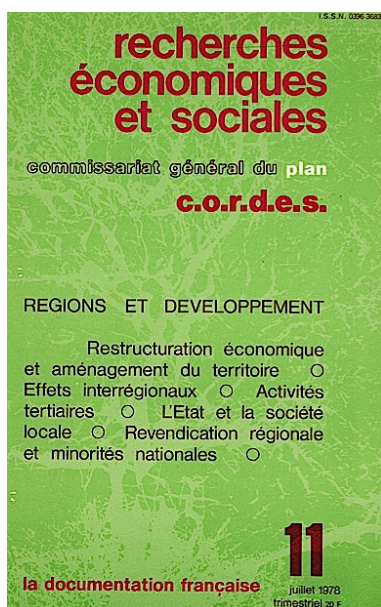 I.S.S.N. 0396 3683
recherches
économiques
et sociales
commissariat général du plan
c.o.r.d.e.s.
REGIONS ET DEVELOPPEMENT
Restructuration économique
et aménagement du territoire O
Effets interrégionaux O Activités
tertiaires O L'Etat et la société
locale O Revendication régionale
et minorités nationales O
11
la documentation française juillet 1978
trimestriel 20 F